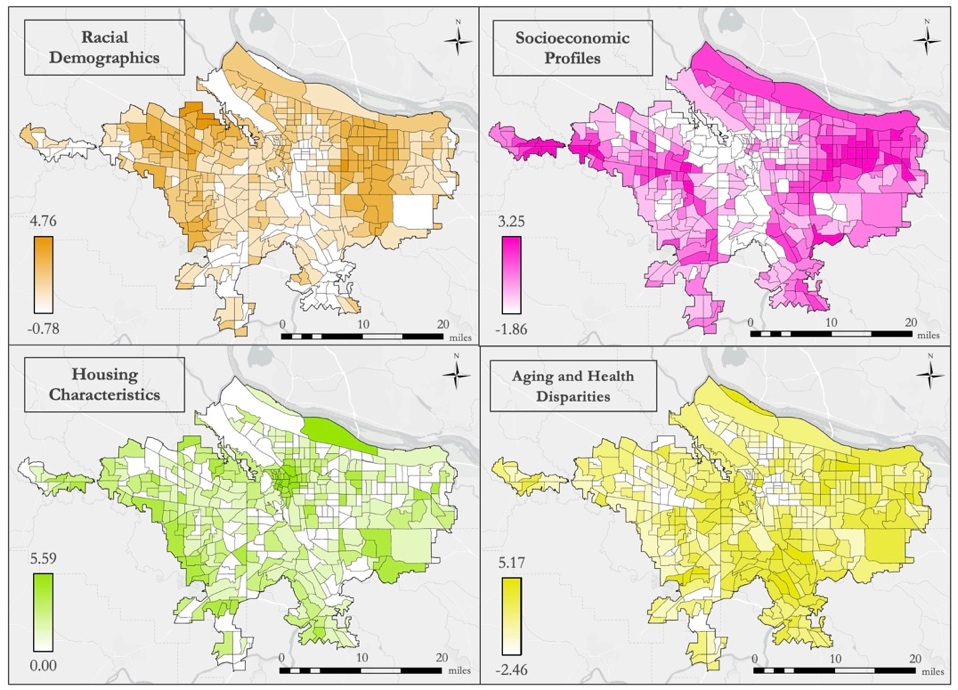 Racial
Demographics
N
4.76
-0.78
0 10 20
miles
Socioeconomic
Profiles
N
3.25
-1.86
0 10 20
miles
Housing
Characteristics
N
5.59
0.00
0 10 20
miles
Aging and Health
Disparities
N
5.17
-2.46
0 10 20
miles